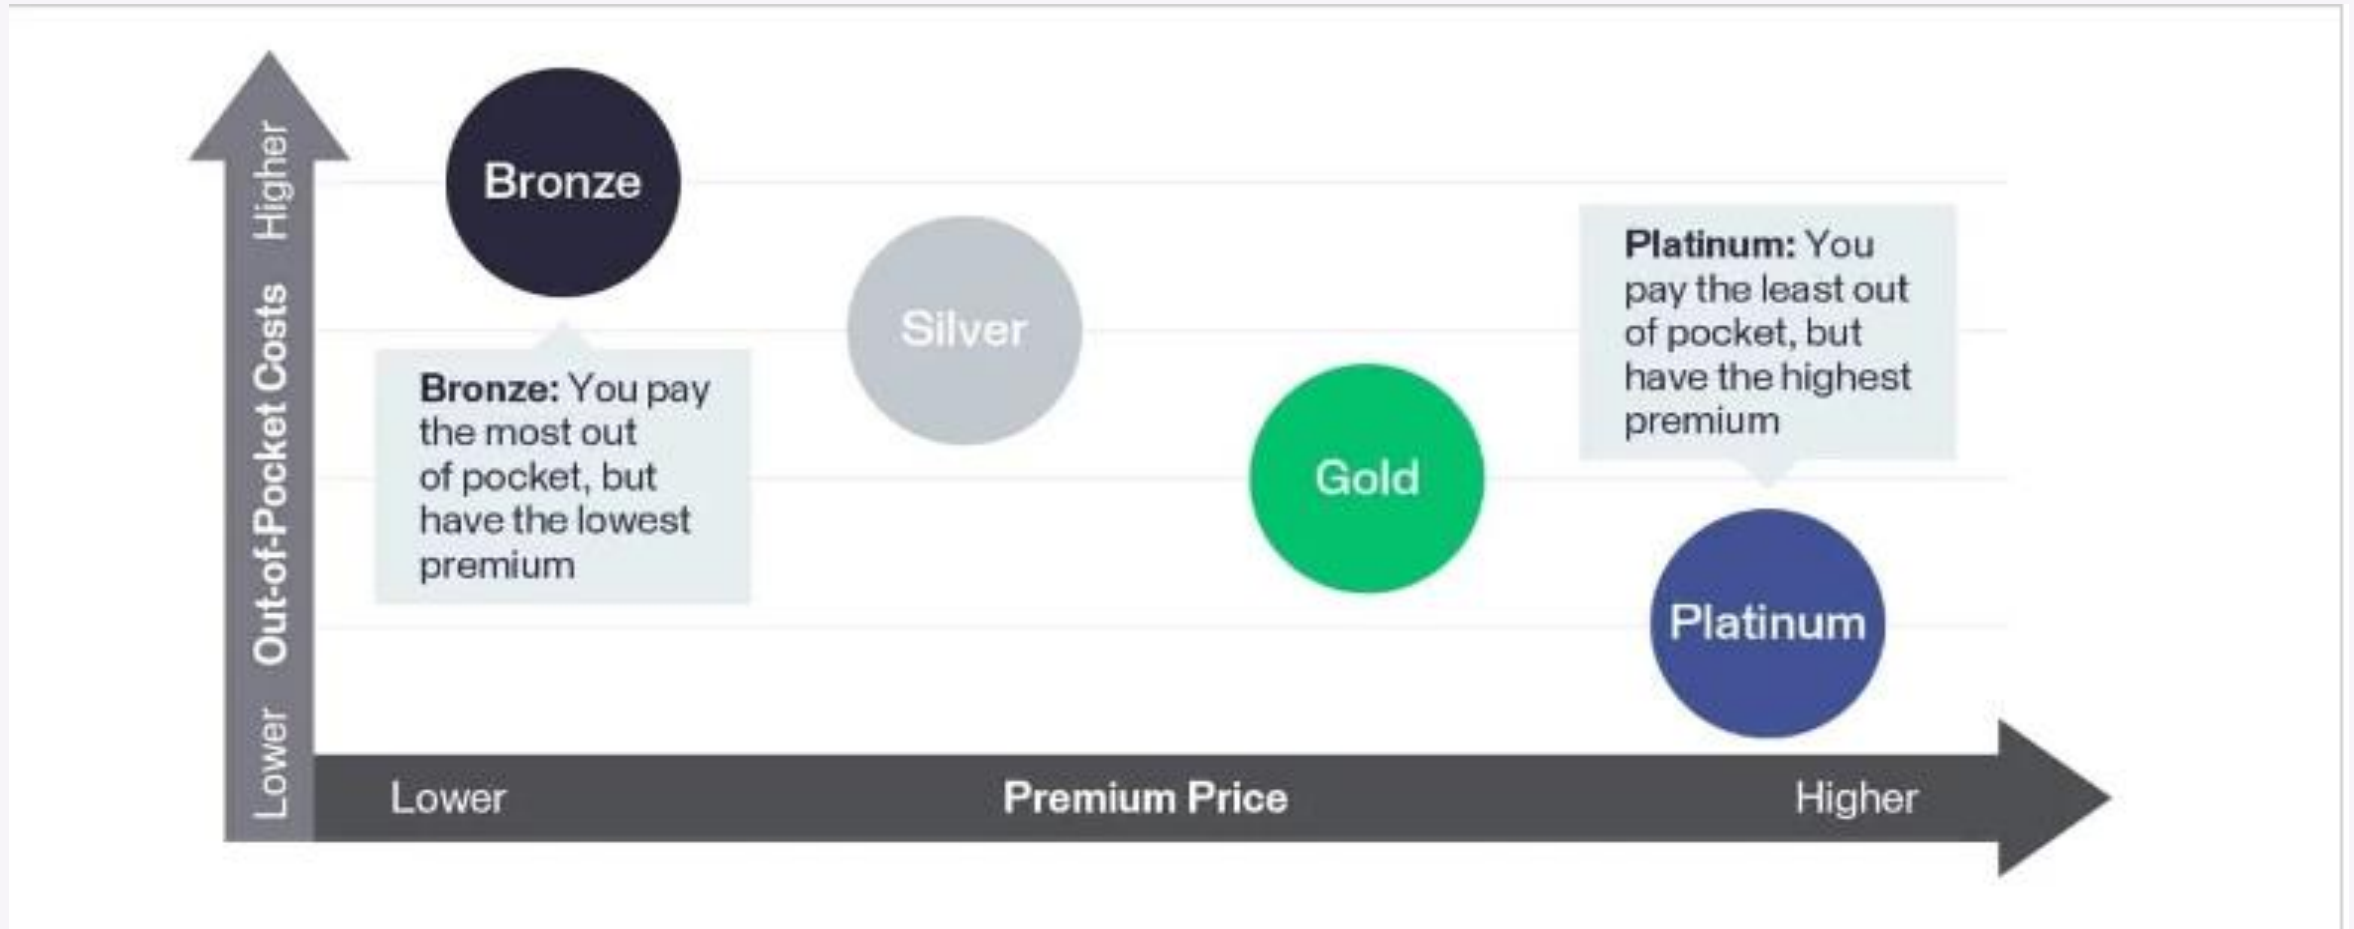 Higher
Out-of-Pocket Costs
Lower
Bronze
Bronze: You pay
the most out
of pocket, but
have the lowest
premium
Silver
Gold
Platinum: You
pay the least out
of pocket, but
have the highest
premium
Platinum
Lower
Premium Price
Higher